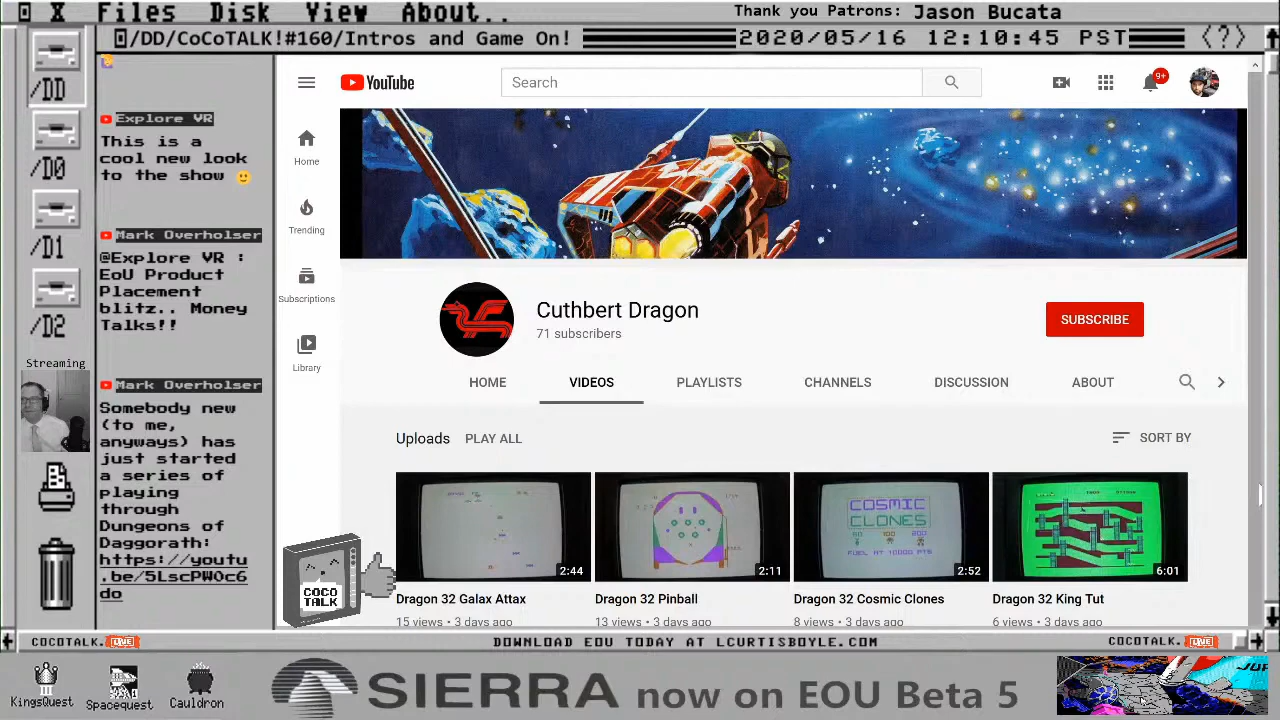 Files Disk View About..
Thank you Patrons: Jason Bucata
/DD/CoCoTALK!#160/Intros and Game On!
2020/05/16 12:10:45 PST
(?)
/DD
/D0
/D1
/D2
Streaming
Explore VR
This is a
cool new look
to the show
Mark Overholser
@Explore VR :
EoU Product
Placement
blitz.. Money
Talks!!
Mark Overholser
Somebody new
(to me,
anyways) has
just started
a series of
playing
through
Dungeons of
Daggorath:
https://youtu
.be/5LscPWOc6
do
YouTube
Search
9+
Home
Trending
Subscriptions
Library
Cuthbert Dragon
71 subscribers
SUBSCRIBE
HOME
VIDEOS
PLAYLISTS
CHANNELS
DISCUSSION
ABOUT
Uploads PLAY ALL
SORT BY
COSMIC
CLONES
FUEL AT 10000 PTS
2:44
2:11
2:52
6:01
Dragon 32 Galax Attax
15 views • 3 days ago
Dragon 32 Pinball
13 views • 3 days ago
Dragon 32 Cosmic Clones
8 views • 3 days ago
Dragon 32 King Tut
6 views • 3 days ago
COCO
TALK
COCOTALK.LIVE
DOWNLOAD EOU TODAY AT LCURTISBOYLE.COM
COCOTALK.LIVE
KingsQuest
Spacequest
Cauldron
SIERRA now on EOU Beta 5